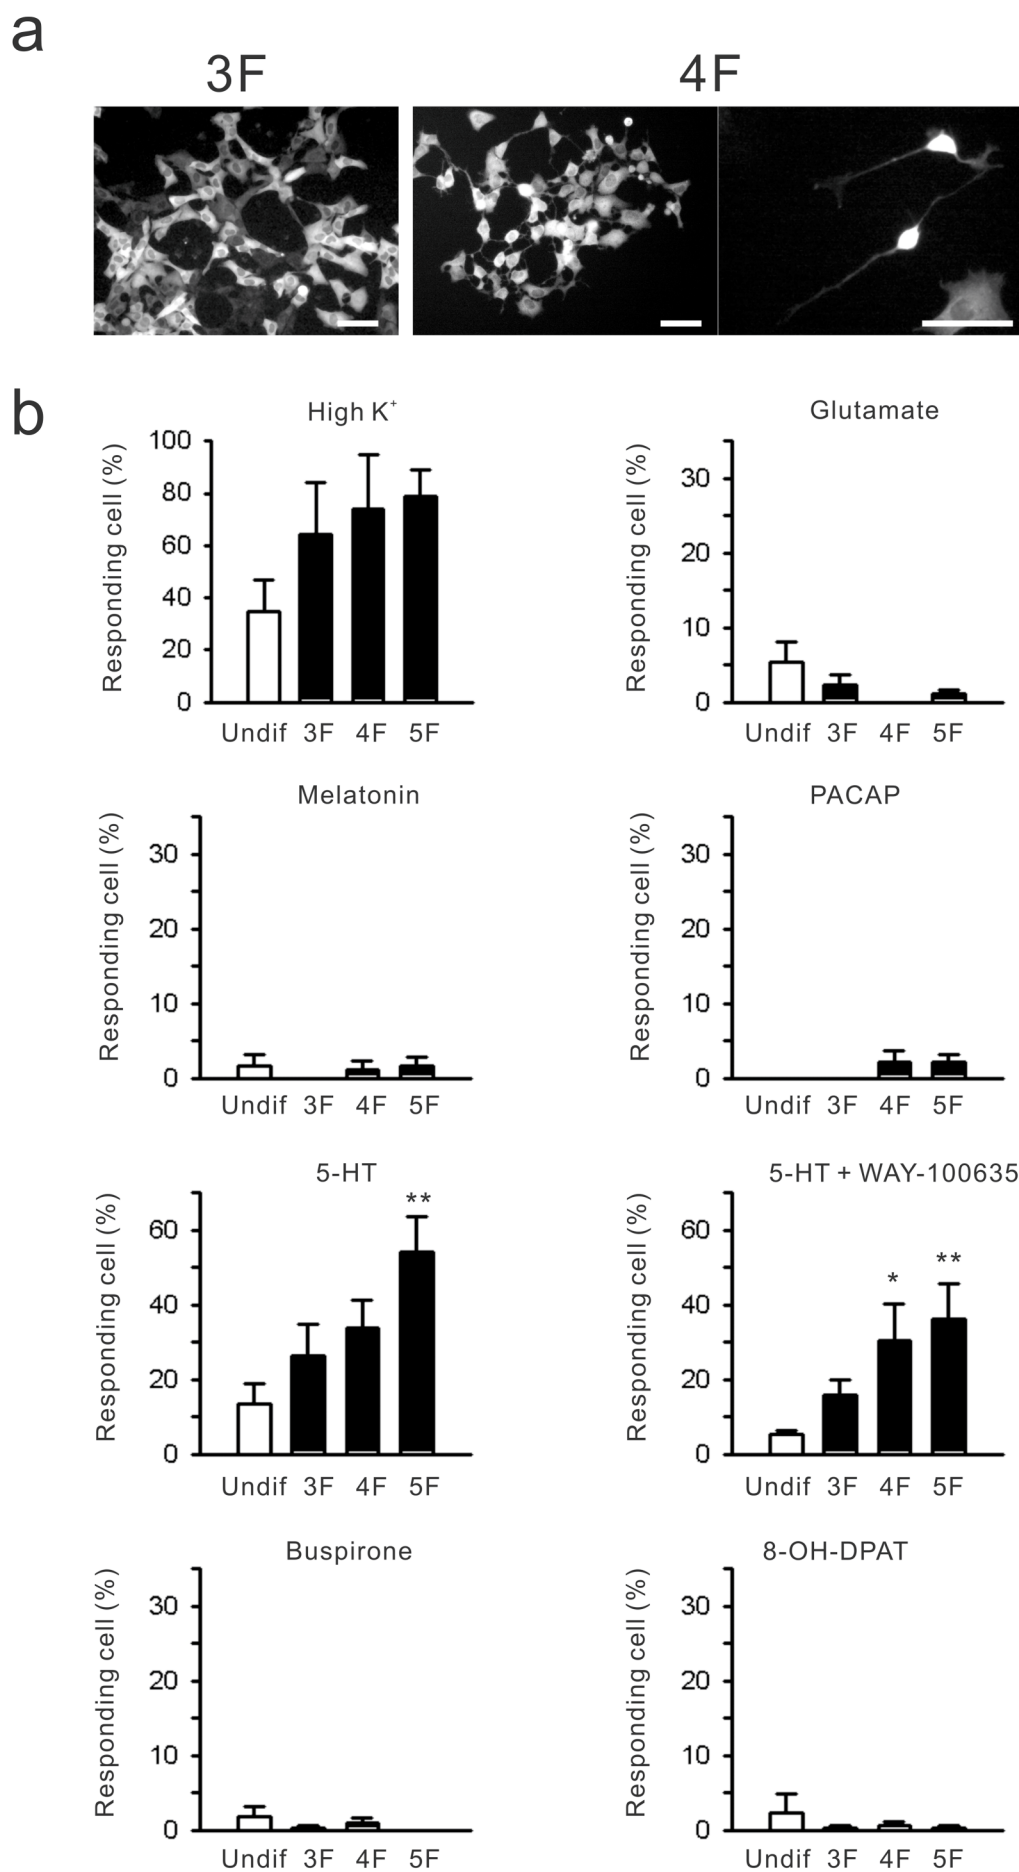 a
3F 4F
b
High K⁺
Responding cell (%)
100
80
60
40
20
0
Undif 3F 4F 5F
Glutamate
Responding cell (%)
30
20
10
0
Undif 3F 4F 5F
Melatonin
Responding cell (%)
30
20
10
0
Undif 3F 4F 5F
PACAP
Responding cell (%)
30
20
10
0
Undif 3F 4F 5F
5-HT
**
Responding cell (%)
60
40
20
0
Undif 3F 4F 5F
5-HT + WAY-100635
**
*
Responding cell (%)
60
40
20
0
Undif 3F 4F 5F
Buspirone
Responding cell (%)
30
20
10
0
Undif 3F 4F 5F
8-OH-DPAT
Responding cell (%)
30
20
10
0
Undif 3F 4F 5F